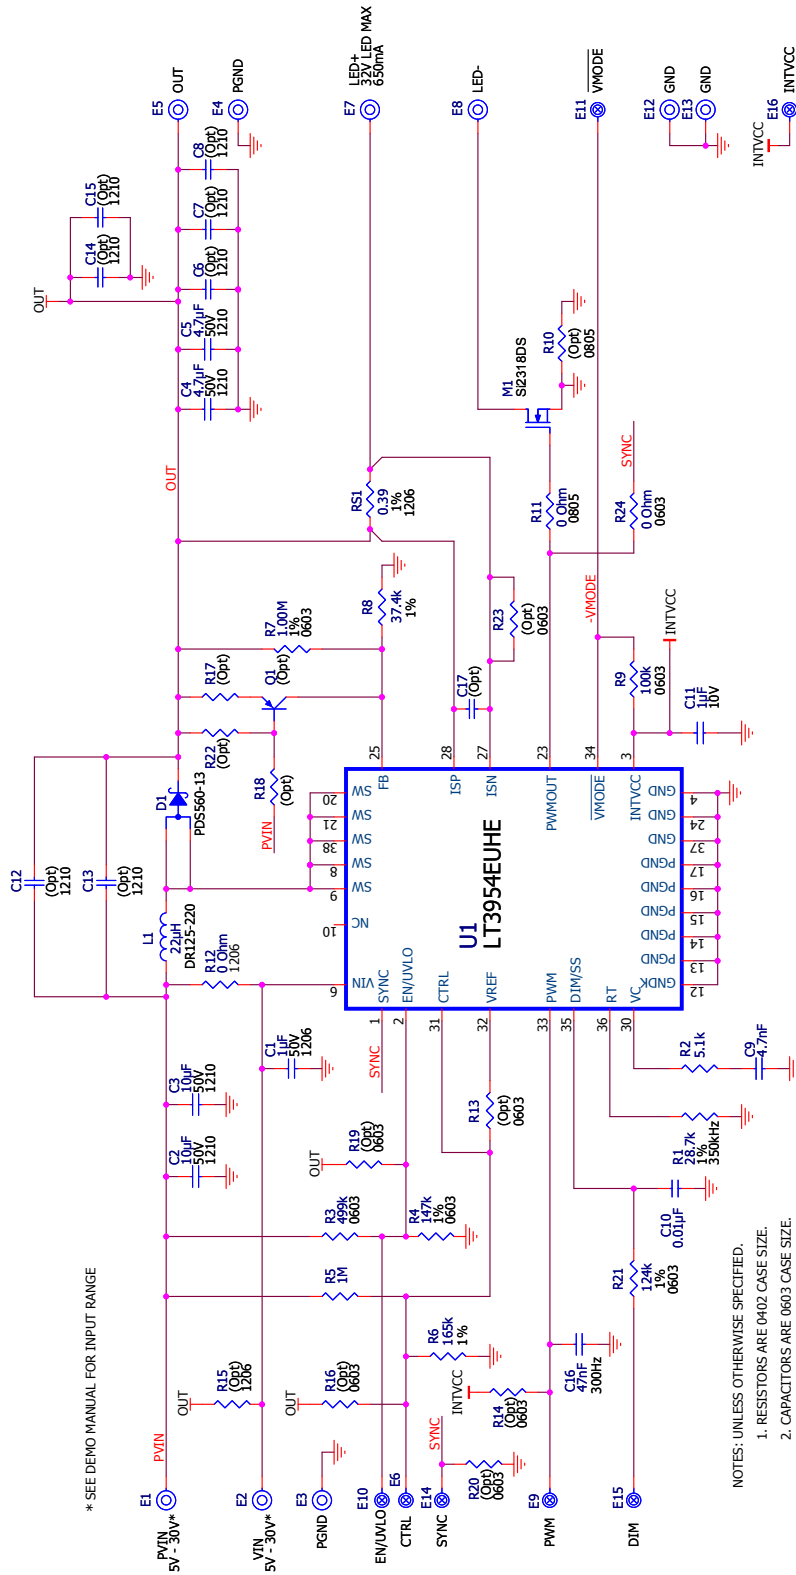 * SEE DEMO MANUAL FOR INPUT RANGE
E1
PVIN
5V - 30V*
PVIN
E2
VIN
5V - 30V*
E3
PGND
E10
EN/UVLO
E6
CTRL
E14
SYNC
SYNC
E9
PWM
E15
DIM
OUT
R15
(Opt)
1206
OUT
R16
(Opt)
0603
R5
1M
R3
499k
0603
R4
147k
1%
0603
OUT
R19
(Opt)
0603
R6
165k
1%
INTVCC
R14
(Opt)
0603
R20
(Opt)
0603
C16
47nF
300Hz
R21
124k
1%
0603
C10
0.01µF
R1
28.7k
1%
350kHz
R2
5.1k
C9
4.7nF
R13
(Opt)
0603
C2
10µF
50V
1210
C3
10µF
50V
1210
C1
1µF
50V
1206
R12
0 Ohm
1206
L1
22µH
DR125-220
C12
(Opt)
1210
C13
(Opt)
1210
D1
PDS560-13
SYNC
U1
LT3954EUHE
VIN
6
NC
10
SW
9
SW
8
SW
38
SW
21
SW
20
SYNC
1
EN/UVLO
2
CTRL
31
VREF
32
PWM
33
DIM/SS
35
RT
36
VC
30
FB
25
ISP
28
ISN
27
PWMOUT
23
VMODE
34
INTVCC
3
GNDK
12
PGND
13
PGND
14
PGND
15
PGND
16
PGND
17
GND
37
GND
24
GND
4
PVIN
R18
(Opt)
R22
(Opt)
R17
(Opt)
Q1
(Opt)
R7
1.00M
1%
0603
R8
37.4k
1%
C17
(Opt)
R23
(Opt)
0603
RS1
0.39
1%
1206
R9
100k
0603
INTVCC
C11
1µF
10V
-VMODE
R11
0 Ohm
0805
R24
0 Ohm
0603
SYNC
M1
Si2318DS
R10
(Opt)
0805
OUT
C4
4.7µF
50V
1210
C5
4.7µF
50V
1210
C6
(Opt)
1210
C7
(Opt)
1210
C8
(Opt)
1210
OUT
C14
(Opt)
1210
C15
(Opt)
1210
E5
OUT
E4
PGND
E7
LED+
32V LED MAX
650mA
E8
LED-
E11
VMODE
E12
GND
E13
GND
INTVCC
E16
INTVCC
NOTES: UNLESS OTHERWISE SPECIFIED.
1. RESISTORS ARE 0402 CASE SIZE.
2. CAPACITORS ARE 0603 CASE SIZE.